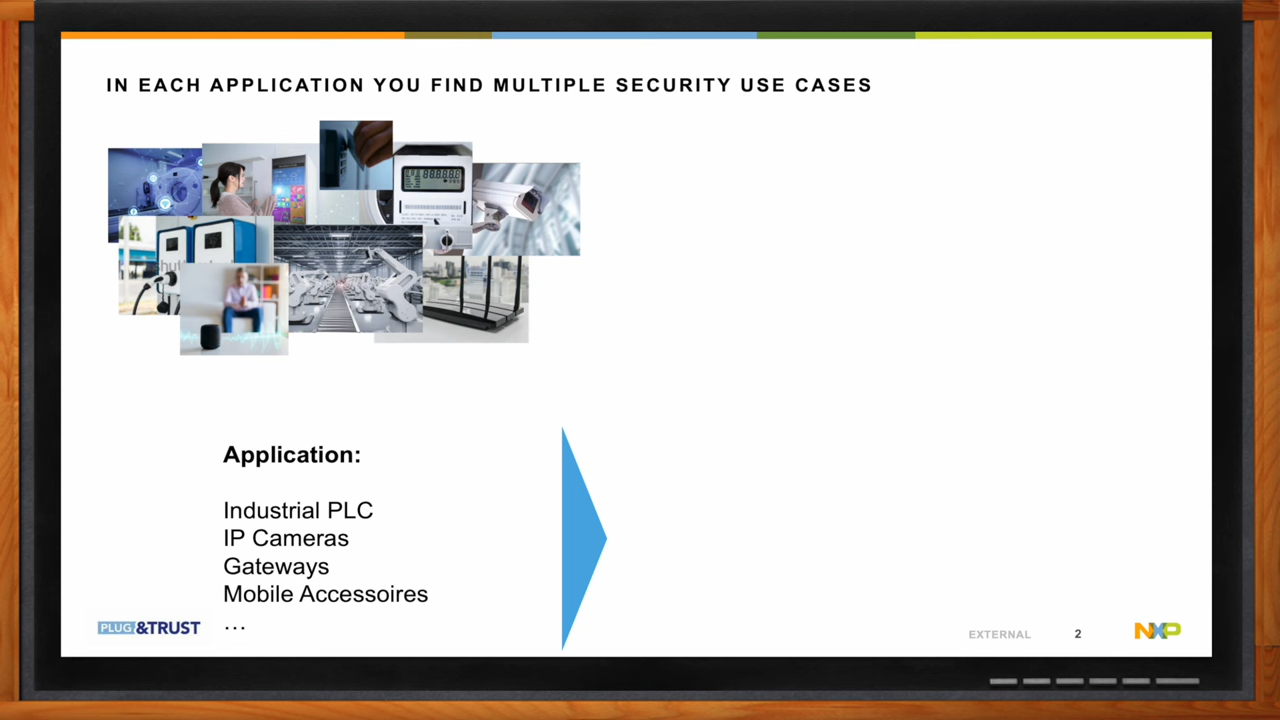 IN EACH APPLICATION YOU FIND MULTIPLE SECURITY USE CASES
Application:
Industrial PLC
IP Cameras
Gateways
Mobile Accessoires
...
PLUG &TRUST
EXTERNAL
2
NXP